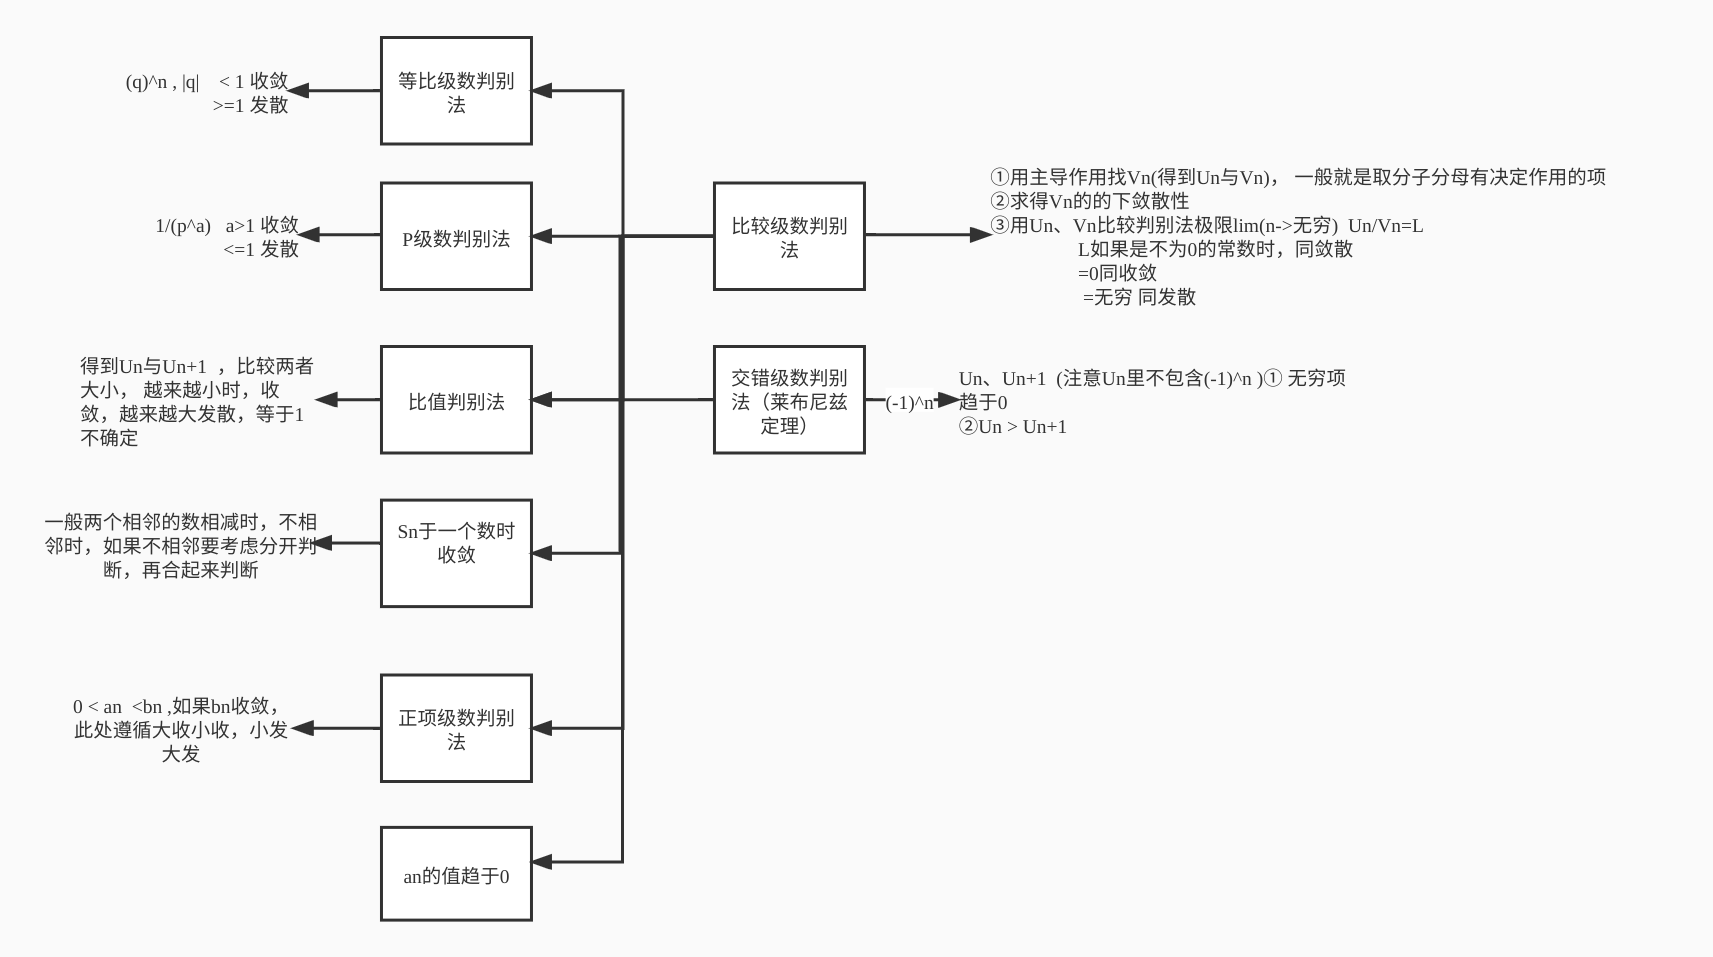 (q)^n , |q|    < 1 收敛
>=1 发散
等比级数判别
法
1/(p^a)   a>1 收敛
<=1 发散
P级数判别法
比较级数判别
法
①用主导作用找Vn(得到Un与Vn)， 一般就是取分子分母有决定作用的项
②求得Vn的的下敛散性
③用Un、Vn比较判别法极限lim(n->无穷)  Un/Vn=L
L如果是不为0的常数时，同敛散
=0同收敛
=无穷 同发散
得到Un与Un+1 ，比较两者
大小， 越来越小时，收
敛，越来越大发散，等于1
不确定
比值判别法
交错级数判别
法（莱布尼兹
定理）
(-1)^n
Un、Un+1  (注意Un里不包含(-1)^n )① 无穷项
趋于0
②Un > Un+1
一般两个相邻的数相减时，不相
邻时，如果不相邻要考虑分开判
断，再合起来判断
Sn于一个数时
收敛
0 < an  <bn ,如果bn收敛，
此处遵循大收小收，小发
大发
正项级数判别
法
an的值趋于0